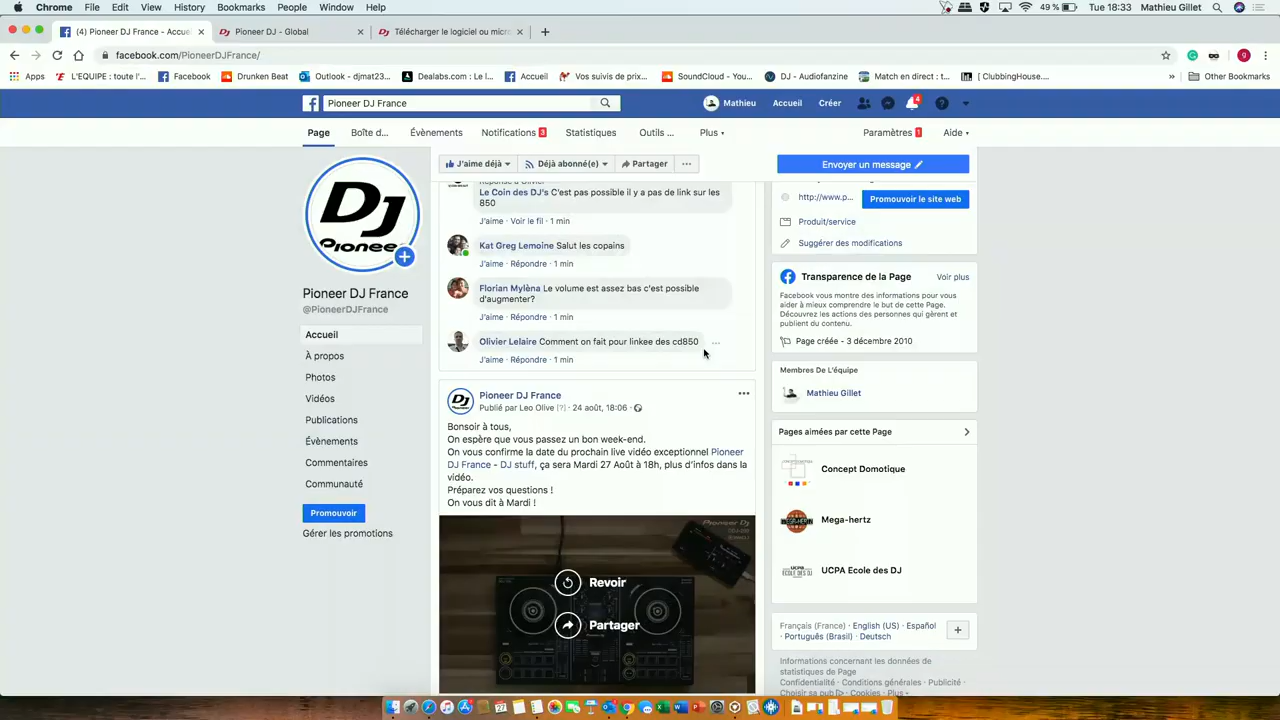 Chrome File Edit View History Bookmarks People Window Help 49 % Tue 18:33 Mathieu Gillet
(4) Pioneer DJ France - Accue Pioneer DJ - Global Télécharger le logiciel ou micr
facebook.com/PioneerDJFrance/
Apps L'EQUIPE : toute l'... Facebook Drunken Beat Outlook - djmat23... Dealabs.com : Le l... Accueil Vos suivis de prix... SoundCloud - You... DJ - Audiofanzine Match en direct : t... [ ClubbingHouse.... » Other Bookmarks
Pioneer DJ France Mathieu Accueil Créer 4
Page Boîte d... Évènements Notifications 3 Statistiques Outils ... Plus Paramètres 1 Aide
J'aime déjà Déjà abonné(e) Partager ... Envoyer un message
DJ
Pioneer
Pioneer DJ France
@PioneerDJFrance
Accueil
À propos
Photos
Vidéos
Publications
Évènements
Commentaires
Communauté
Promouvoir
Gérer les promotions
Le Coin des DJ's C'est pas possible il y a pas de link sur les
850
J'aime · Voir le fil · 1 min
Kat Greg Lemoine Salut les copains
J'aime · Répondre · 1 min
Florian Mylèna Le volume est assez bas c'est possible
d'augmenter?
J'aime · Répondre · 1 min
Olivier Lelaire Comment on fait pour linkee des cd850 ...
J'aime · Répondre · 1 min
Pioneer DJ France
Publié par Leo Olive [?] · 24 août, 18:06 ·
Bonsoir à tous,
On espère que vous passez un bon week-end.
On vous confirme la date du prochain live vidéo exceptionnel Pioneer
DJ France - DJ stuff, ça sera Mardi 27 Août à 18h, plus d'infos dans la
vidéo.
Préparez vos questions !
On vous dit à Mardi !
Pioneer DJ
Revoir
Partager
http://www.p... Promouvoir le site web
Produit/service
Suggérer des modifications
Transparence de la Page Voir plus
Facebook vous montre des informations pour vous
aider à mieux comprendre le but de cette Page.
Découvrez les actions des personnes qui gèrent et
publient du contenu.
Page créée - 3 décembre 2010
Membres De L'équipe
Mathieu Gillet
Pages aimées par cette Page
Concept Domotique
MEGA-HERTZ
Mega-hertz
UCPA Ecole des DJ
Français (France) · English (US) · Español
· Português (Brasil) · Deutsch
Informations concernant les données de
statistiques de Page
Confidentialité · Conditions générales · Publicité ·
Choisir sa pub · Cookies · Plus